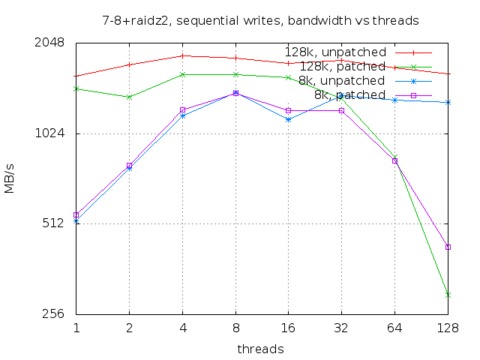 7-8+raidz2, sequential writes, bandwidth vs threads
2048
128k, unpatched
128k, patched
8k, unpatched
8k, patched
1024
MB/s
512
256
1 2 4 8 16 32 64 128
threads